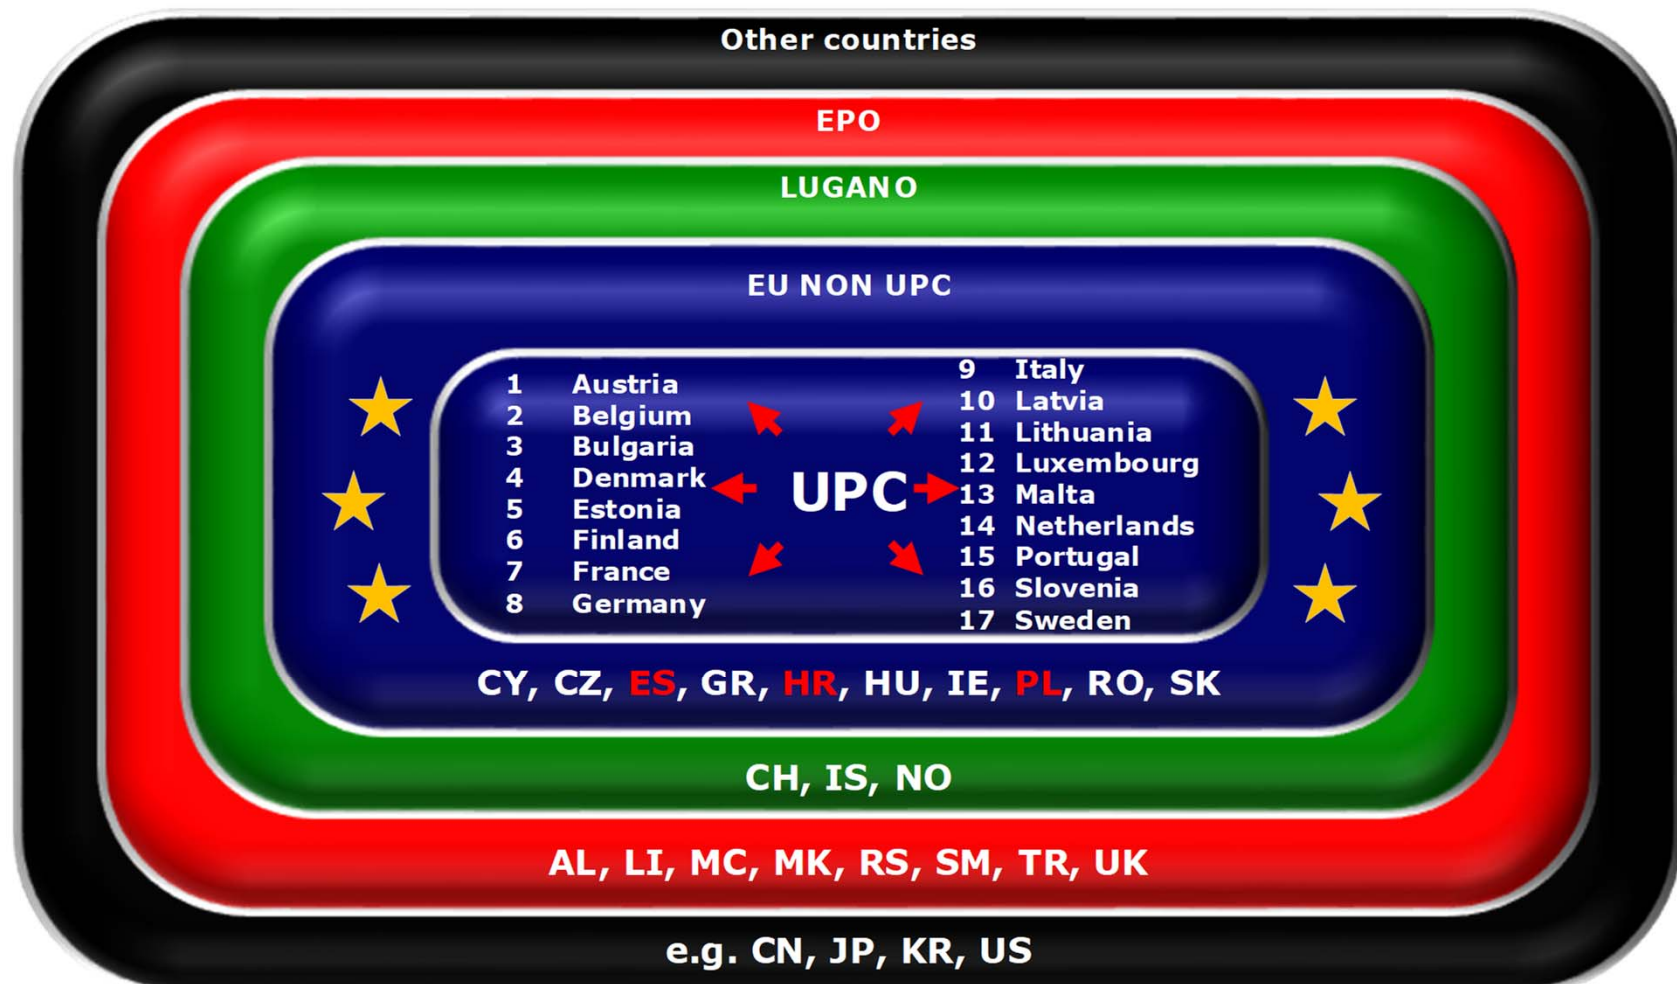 Other countries
EPO
LUGANO
EU NON UPC
1 Austria
2 Belgium
3 Bulgaria
4 Denmark
5 Estonia
6 Finland
7 France
8 Germany
UPC
9 Italy
10 Latvia
11 Lithuania
12 Luxembourg
13 Malta
14 Netherlands
15 Portugal
16 Slovenia
17 Sweden
CY, CZ, ES, GR, HR, HU, IE, PL, RO, SK
CH, IS, NO
AL, LI, MC, MK, RS, SM, TR, UK
e.g. CN, JP, KR, US